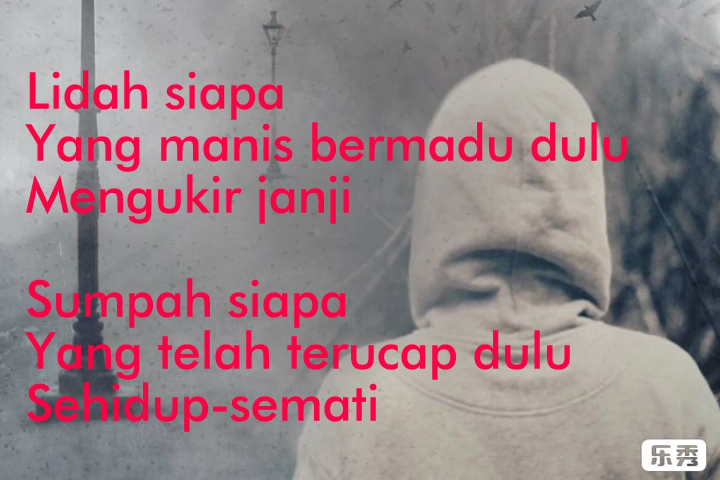 Lidah siapa
Yang manis bermadu dulu
Mengukir janji
Sumpah siapa
Yang telah terucap dulu
Sehidup-semati
乐秀